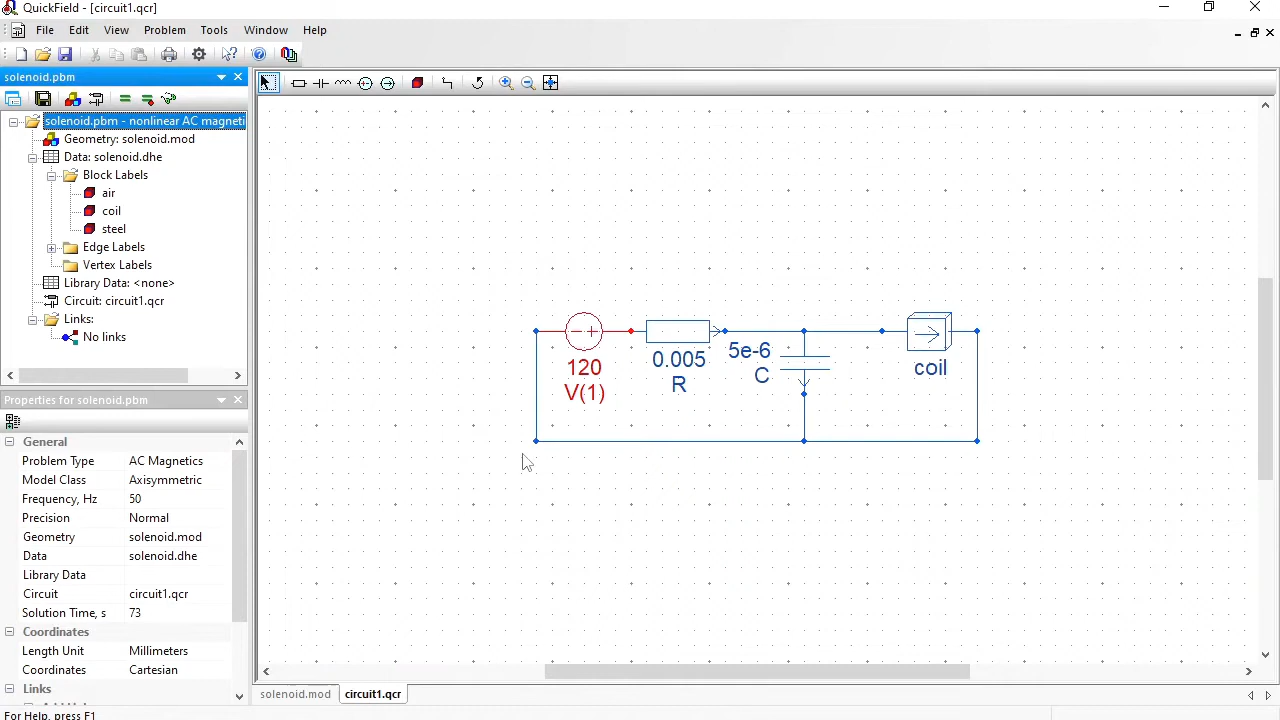 QuickField - [circuit1.qcr]
File Edit View Problem Tools Window Help
solenoid.pbm
solenoid.pbm - nonlinear AC magneti
Geometry: solenoid.mod
Data: solenoid.dhe
Block Labels
air
coil
steel
Edge Labels
Vertex Labels
Library Data: <none>
Circuit: circuit1.qcr
Links:
No links
Properties for solenoid.pbm
General
Problem Type AC Magnetics
Model Class Axisymmetric
Frequency, Hz 50
Precision Normal
Geometry solenoid.mod
Data solenoid.dhe
Library Data
Circuit circuit1.qcr
Solution Time, s 73
Coordinates
Length Unit Millimeters
Coordinates Cartesian
Links
120
V(1)
0.005
R
5e-6
C
coil
solenoid.mod circuit1.qcr
For Help, press F1